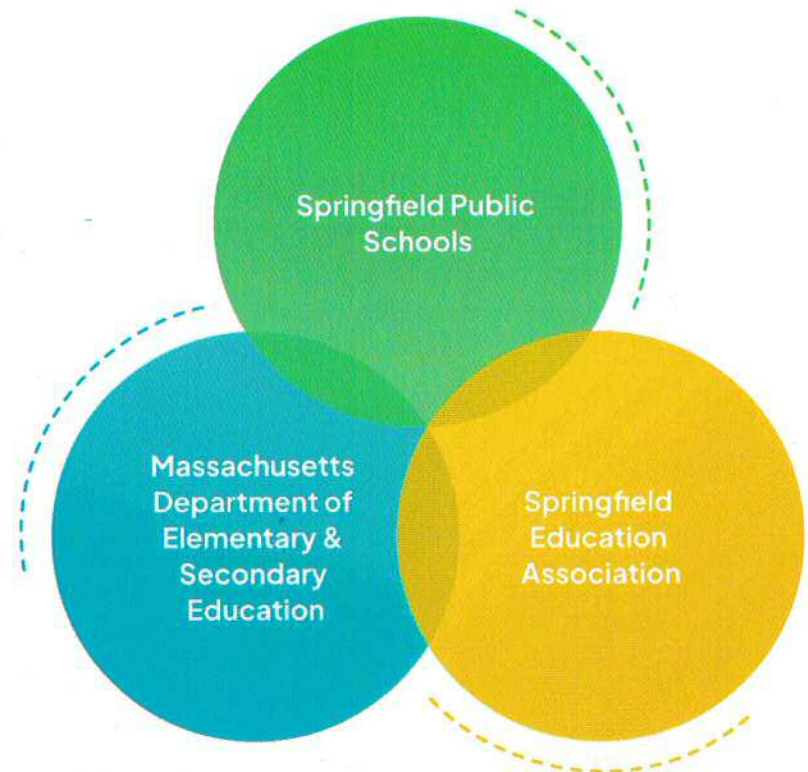 Springfield Public
Schools
Massachusetts
Department of
Elementary &
Secondary
Education
Springfield
Education
Association